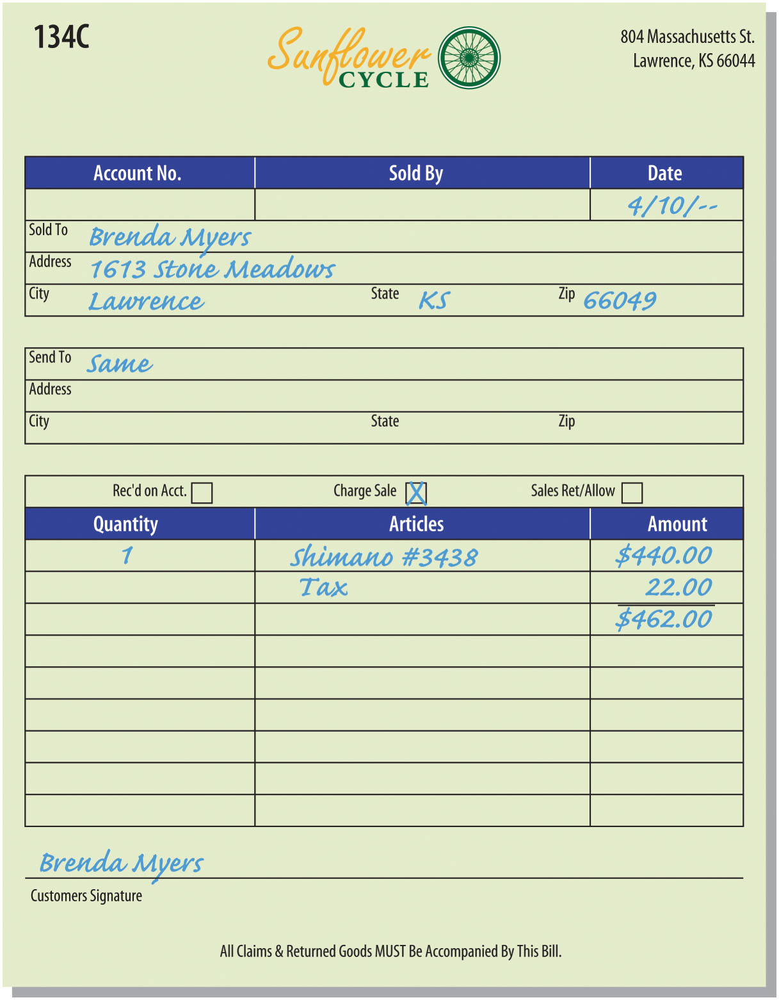 134C
Sunflower
CYCLE
804 Massachusetts St.
Lawrence, KS 66044
Account No. Sold By Date
4/10/--
Sold To Brenda Myers
Address 1613 Stone Meadows
City Lawrence State KS Zip 66049
Send To Same
Address
City State Zip
Rec'd on Acct. Charge Sale X Sales Ret/Allow
Quantity Articles Amount
1 Shimano #3438 $440.00
Tax 22.00
$462.00
Brenda Myers
Customers Signature
All Claims & Returned Goods MUST Be Accompanied By This Bill.